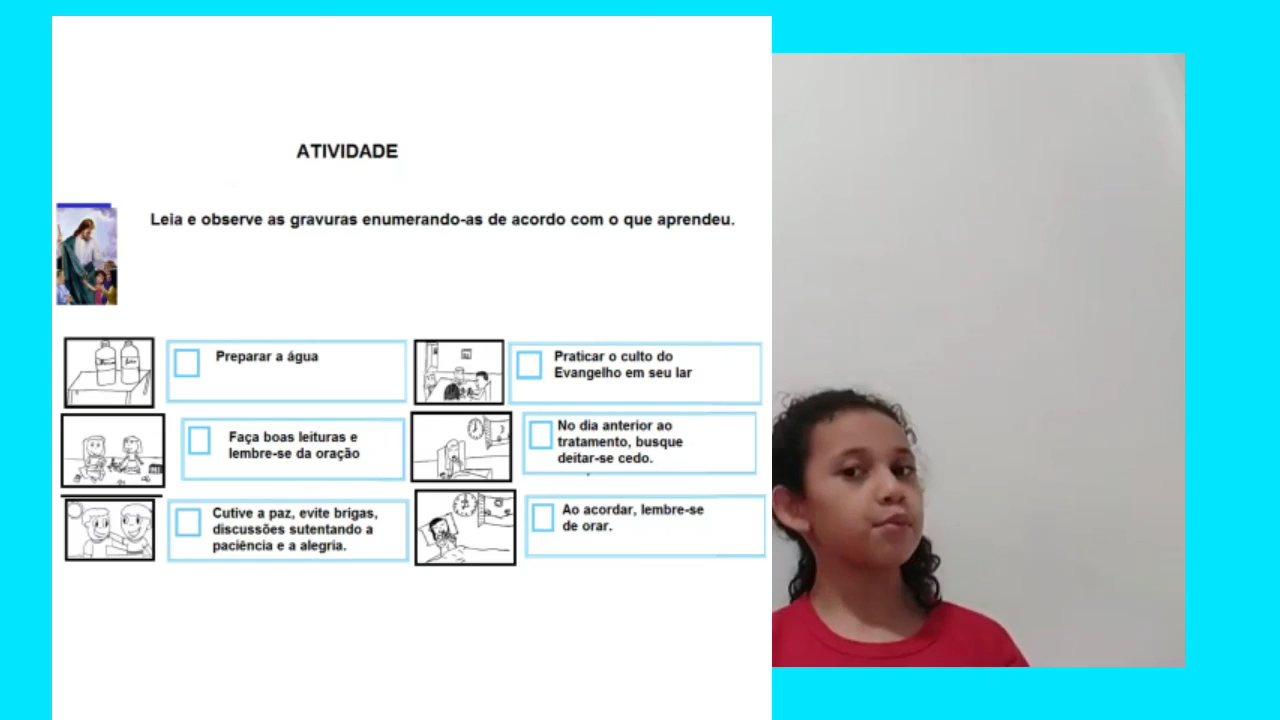 ATIVIDADE
Leia e observe as gravuras enumerando-as de acordo com o que aprendeu.
Preparar a água
Praticar o culto do
Evangelho em seu lar
Faça boas leituras e
lembre-se da oração
No dia anterior ao
tratamento, busque
deitar-se cedo.
Cutive a paz, evite brigas,
discussões sutentando a
paciência e a alegria.
Ao acordar, lembre-se
de orar.